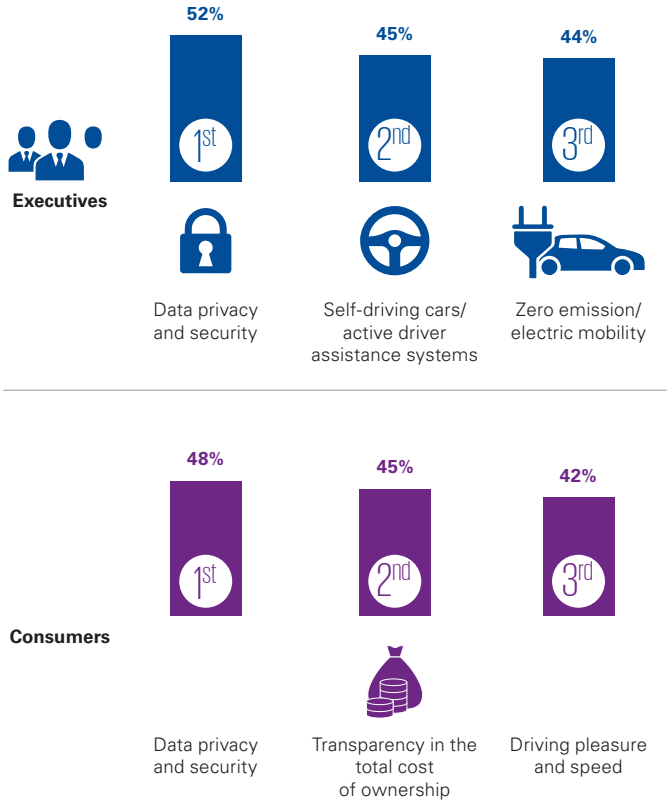 52%
45%
44%
1st
2nd
3rd
Executives
Data privacy
and security
Self-driving cars/
active driver
assistance systems
Zero emission/
electric mobility
48%
45%
42%
1st
2nd
3rd
Consumers
Data privacy
and security
Transparency in the
total cost
of ownership
Driving pleasure
and speed